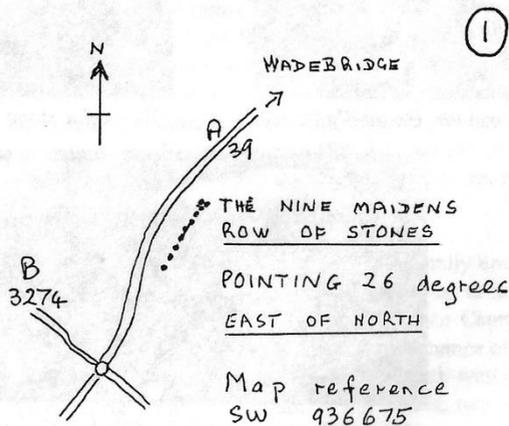 1
N
WADEBRIDGE
A
39
THE NINE MAIDENS
ROW OF STONES
B
3274
POINTING 26 degrees
EAST OF NORTH
Map reference
SW 936675